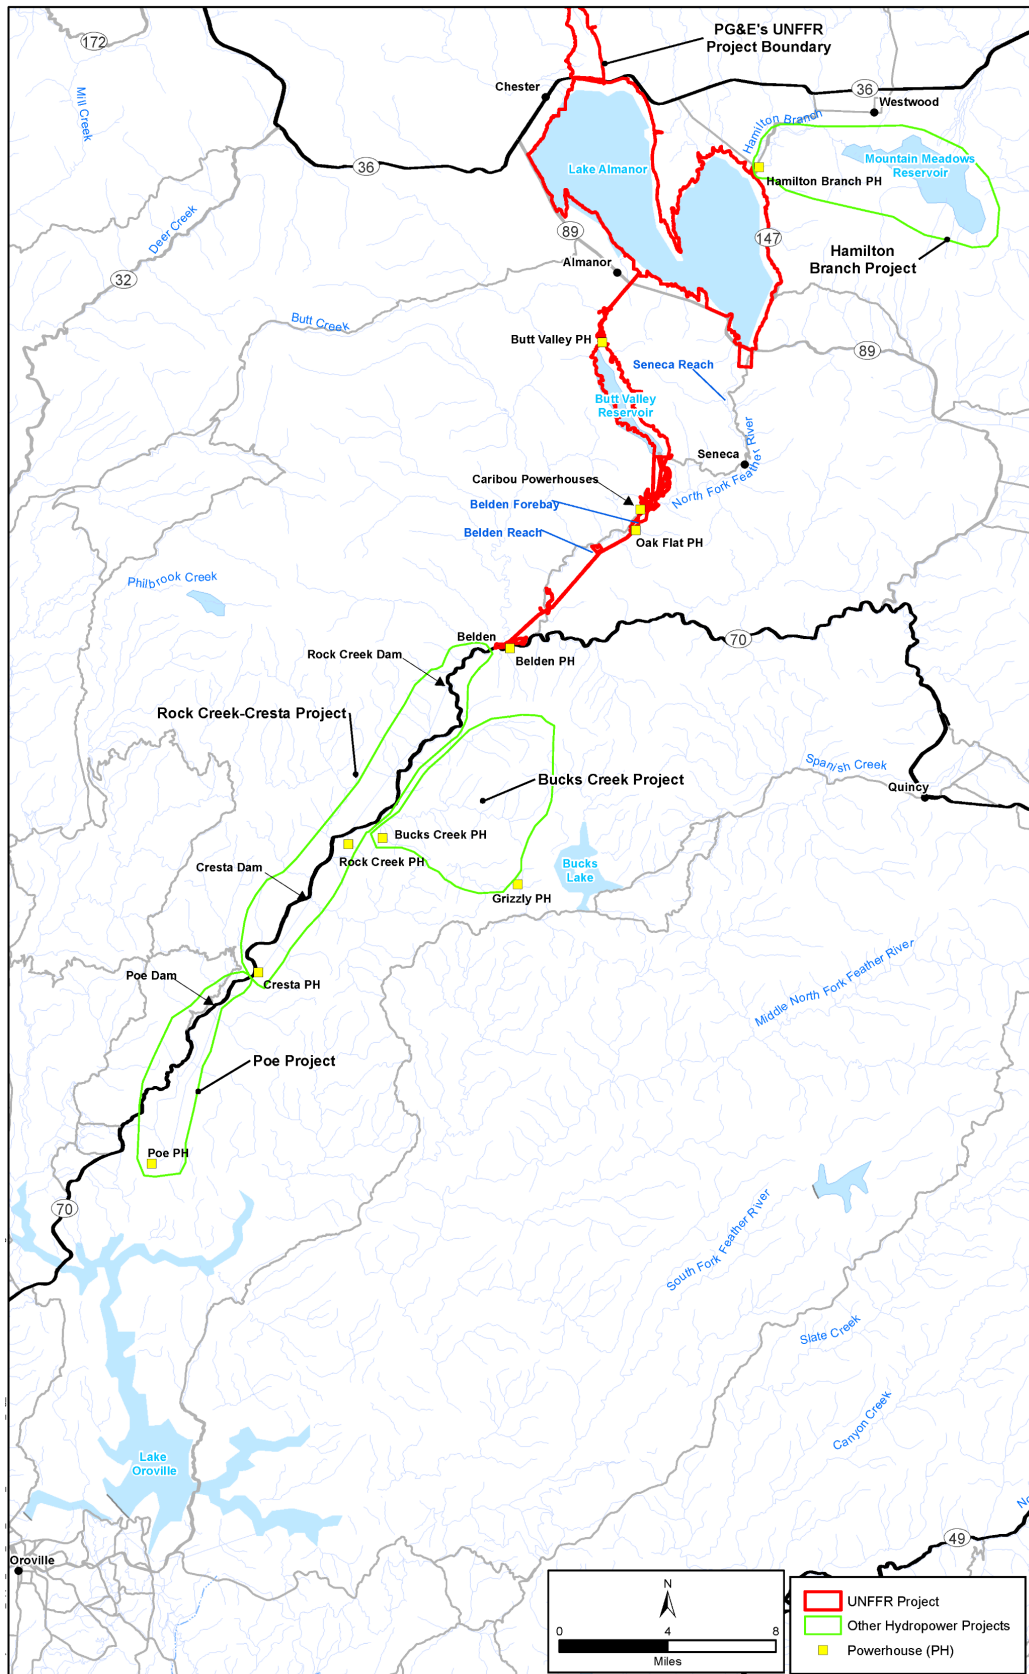 PG&E's UNFFR
Project Boundary
172
Chester
36
Westwood
Mill Creek
Hamilton Branch
36
Lake Almanor
Mountain Meadows
Reservoir
Hamilton Branch PH
Deer Creek
89
147
Hamilton
Branch Project
Almanor
32
Butt Creek
Butt Valley PH
89
Seneca Reach
Butt Valley
Reservoir
Seneca
North Fork Feather River
Caribou Powerhouses
Belden Forebay
Belden Reach
Oak Flat PH
Philbrook Creek
Belden
70
Rock Creek Dam
Belden PH
Rock Creek-Cresta Project
Spanish Creek
Bucks Creek Project
Quincy
Bucks Creek PH
Rock Creek PH
Cresta Dam
Bucks
Lake
Grizzly PH
Middle North Fork Feather River
Poe Dam
Cresta PH
Poe Project
Poe PH
70
South Fork Feather River
Slate Creek
Canyon Creek
Lake
Oroville
No
49
Oroville
N
0 4 8
Miles
UNFFR Project
Other Hydropower Projects
Powerhouse (PH)